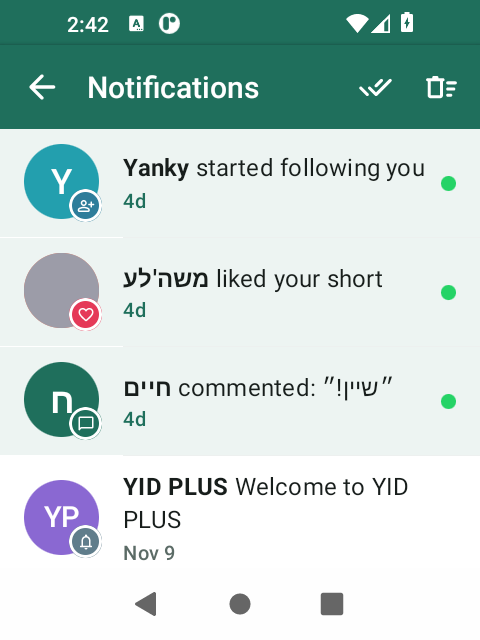 2:42
Notifications
Y
Yanky started following you
4d
משה'לע liked your short
4d
ח
חיים commented: ״שיין!״
4d
YP
YID PLUS Welcome to YID
PLUS
Nov 9